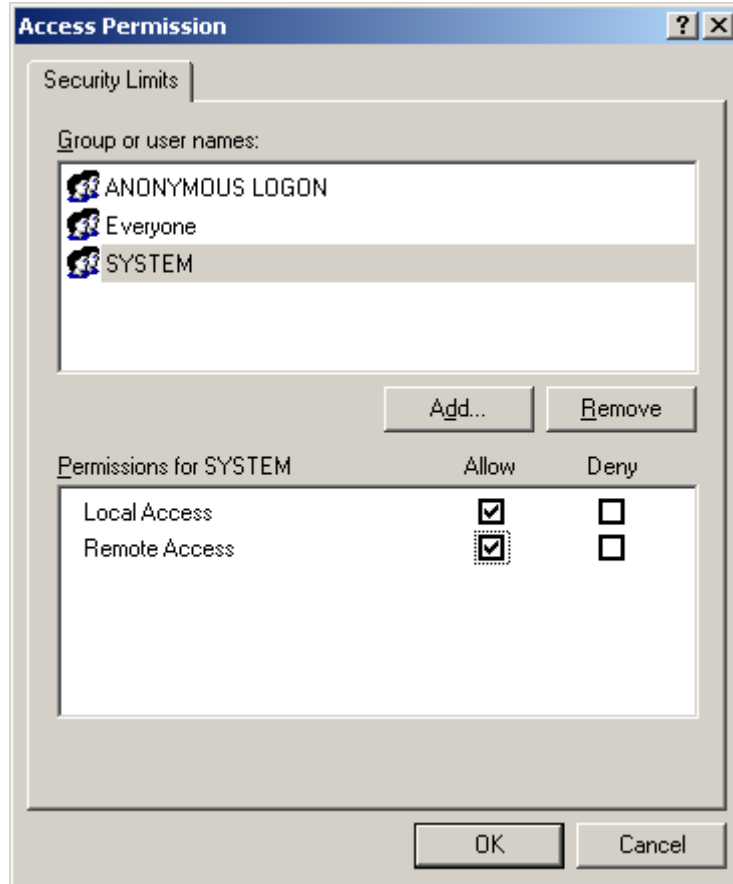 Access Permission
Security Limits
Group or user names:
ANONYMOUS LOGON
Everyone
SYSTEM
Add... Remove
Permissions for SYSTEM Allow Deny
Local Access
Remote Access
OK Cancel